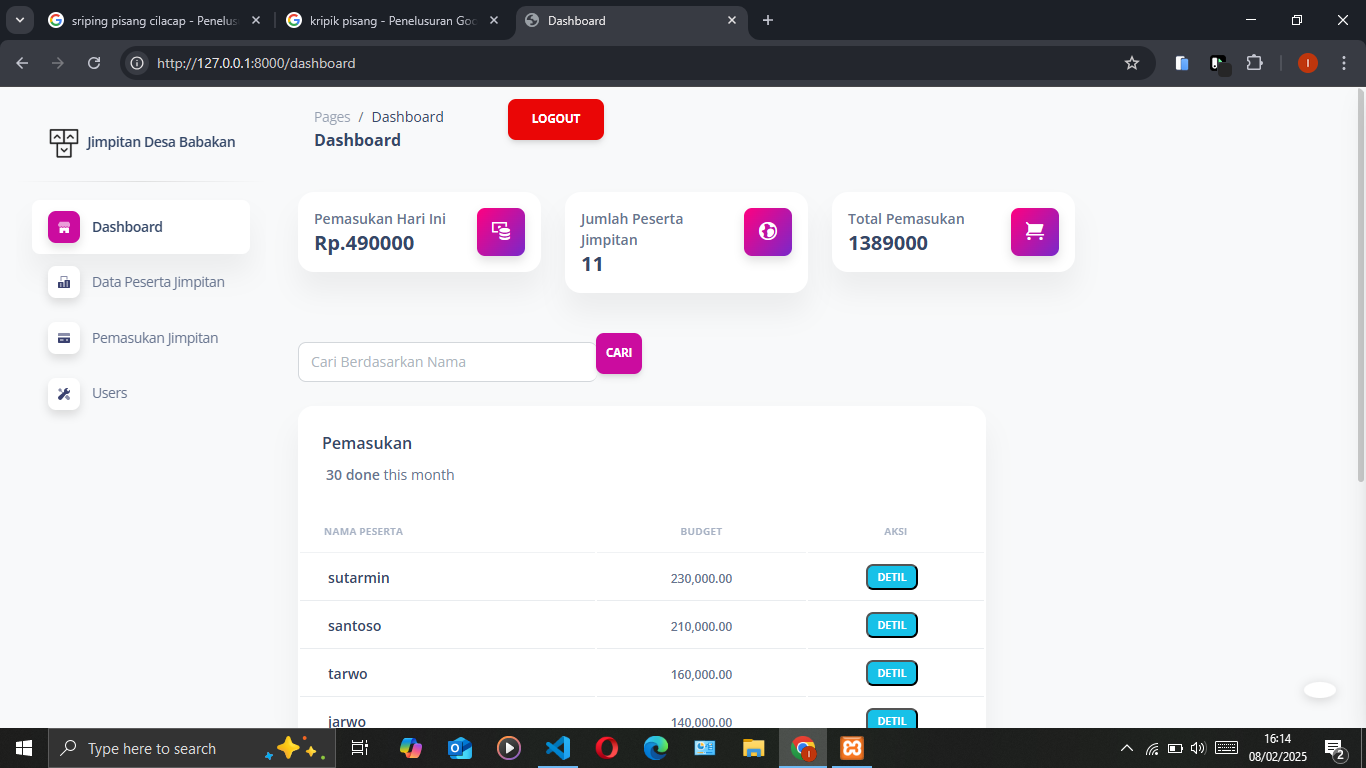 sriping pisang cilacap - Penelus
kripik pisang - Penelusuran Goo
Dashboard
http://127.0.0.1:8000/dashboard
I
Jimpitan Desa Babakan
Pages / Dashboard
Dashboard
LOGOUT
Dashboard
Data Peserta Jimpitan
Pemasukan Jimpitan
Users
Pemasukan Hari Ini
Rp.490000
Jumlah Peserta
Jimpitan
11
Total Pemasukan
1389000
Cari Berdasarkan Nama
CARI
Pemasukan
30 done this month
NAMA PESERTA BUDGET AKSI
sutarmin 230,000.00 DETIL
santoso 210,000.00 DETIL
tarwo 160,000.00 DETIL
jarwo 140,000.00 DETIL
Type here to search
16:14
08/02/2025
2